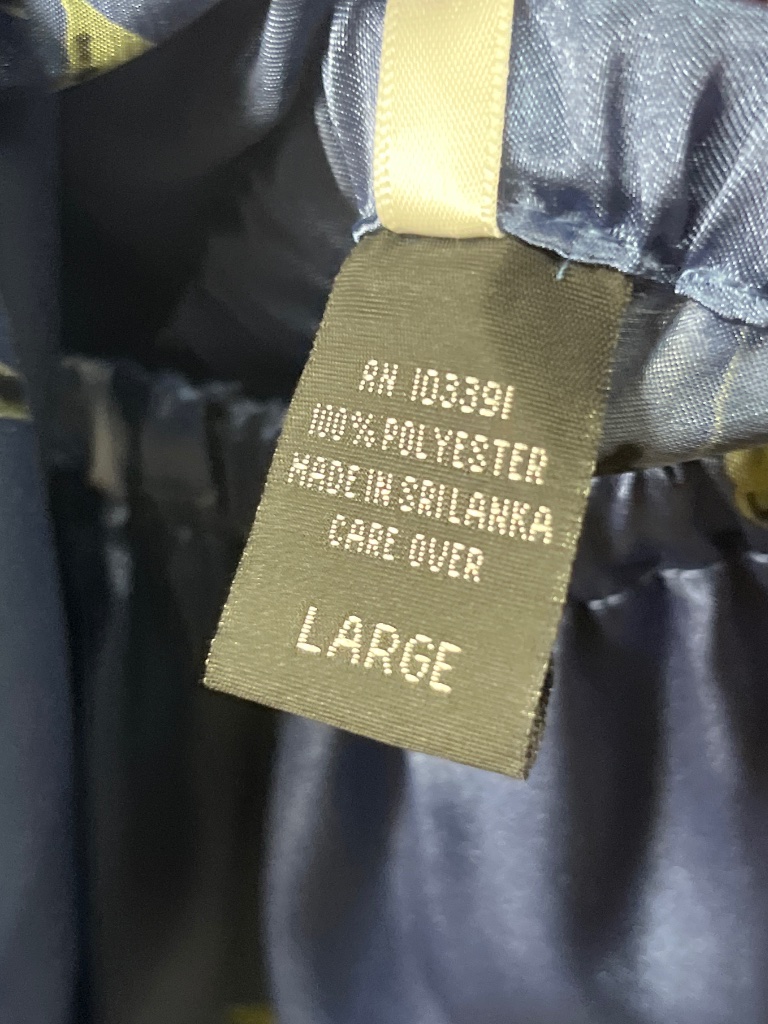 RN 103391
100% POLYESTER
MADE IN SRI LANKA
CARE OVER
LARGE